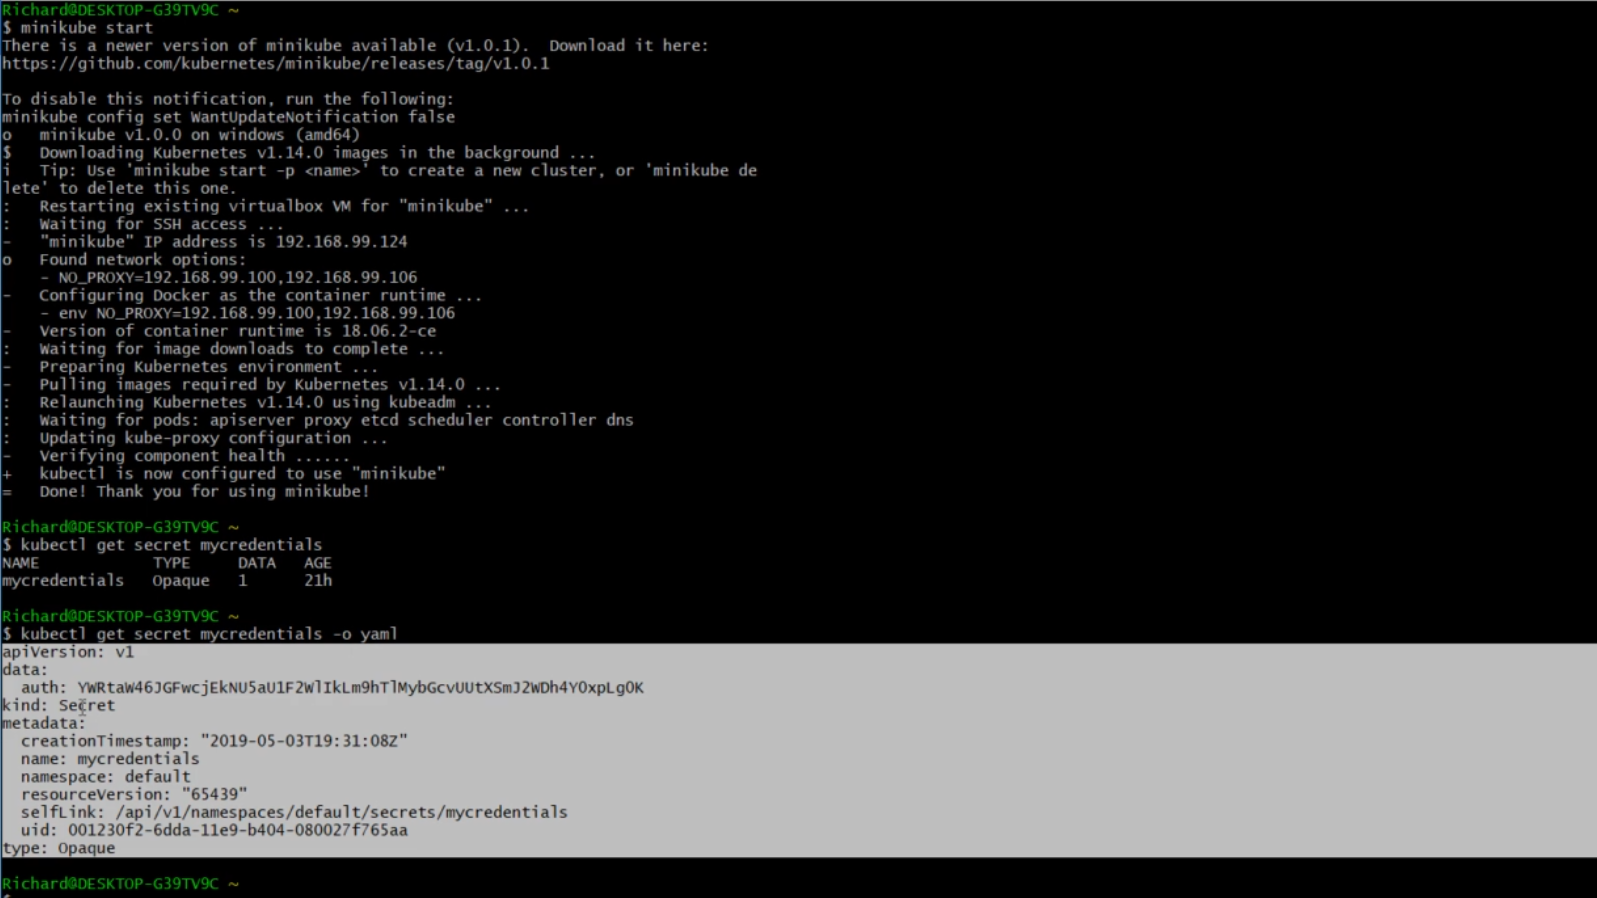 Richard@DESKTOP-G39TV9C ~
$ minikube start
There is a newer version of minikube available (v1.0.1).  Download it here:
https://github.com/kubernetes/minikube/releases/tag/v1.0.1
To disable this notification, run the following:
minikube config set WantUpdateNotification false
o   minikube v1.0.0 on windows (amd64)
$   Downloading Kubernetes v1.14.0 images in the background ...
i   Tip: Use 'minikube start -p <name>' to create a new cluster, or 'minikube de
lete' to delete this one.
:   Restarting existing virtualbox VM for "minikube" ...
:   Waiting for SSH access ...
-   "minikube" IP address is 192.168.99.124
o   Found network options:
    - NO_PROXY=192.168.99.100,192.168.99.106
-   Configuring Docker as the container runtime ...
    - env NO_PROXY=192.168.99.100,192.168.99.106
-   Version of container runtime is 18.06.2-ce
:   Waiting for image downloads to complete ...
-   Preparing Kubernetes environment ...
-   Pulling images required by Kubernetes v1.14.0 ...
:   Relaunching Kubernetes v1.14.0 using kubeadm ...
:   Waiting for pods: apiserver proxy etcd scheduler controller dns
:   Updating kube-proxy configuration ...
-   Verifying component health ......
+   kubectl is now configured to use "minikube"
=   Done! Thank you for using minikube!
Richard@DESKTOP-G39TV9C ~
$ kubectl get secret mycredentials
NAME            TYPE     DATA   AGE
mycredentials   Opaque   1      21h
Richard@DESKTOP-G39TV9C ~
$ kubectl get secret mycredentials -o yaml
apiVersion: v1
data:
  auth: YWRtaW46JGFwcjEkNU5aU1F2WlIkLm9hTlMybGcvUUtXSmJ2WDh4Y0xpLg0K
kind: Secret
metadata:
  creationTimestamp: "2019-05-03T19:31:08Z"
  name: mycredentials
  namespace: default
  resourceVersion: "65439"
  selfLink: /api/v1/namespaces/default/secrets/mycredentials
  uid: 001230f2-6dda-11e9-b404-080027f765aa
type: Opaque
Richard@DESKTOP-G39TV9C ~
$